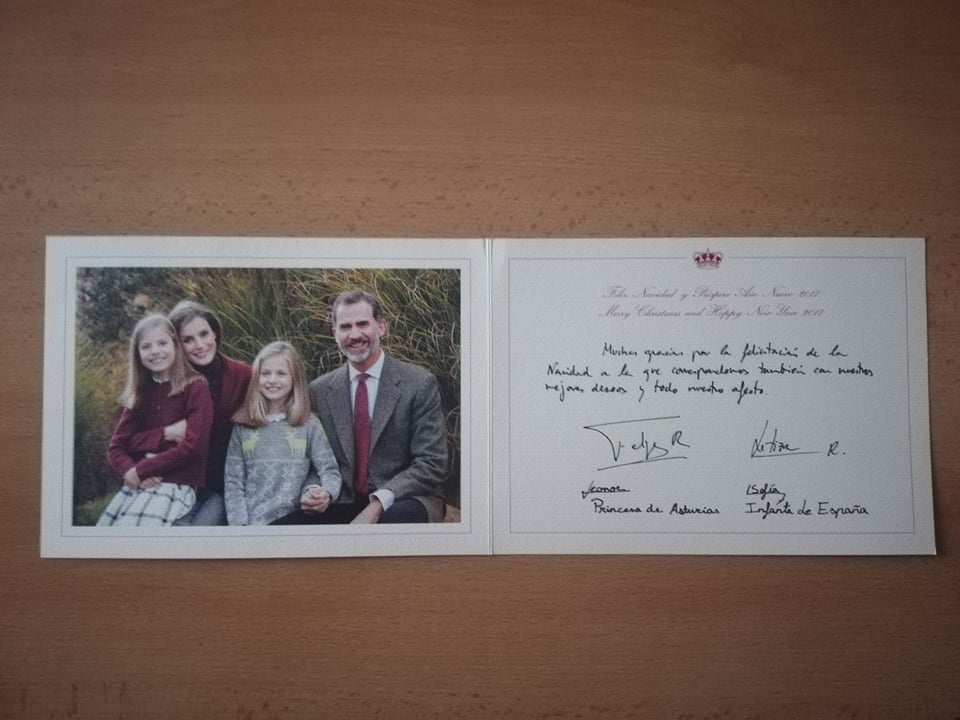 Feliz Navidad y Próspero Año Nuevo 2017
Merry Christmas and Happy New Year 2017
Muchas gracias por la felicitación de la
Navidad a la que correspondemos también con nuestros
mejores deseos y todo nuestro afecto.
Felipe R
Letizia R.
Leonor
Sofía
Princesa de Asturias
Infanta de España